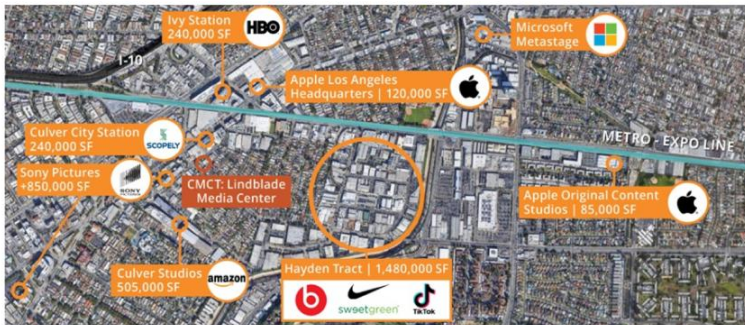 Ivy Station
240,000 SF
HBO
Microsoft
Metastage
I-10
Apple Los Angeles
Headquarters | 120,000 SF
Culver City Station
240,000 SF
SCOPELY
METRO - EXPO LINE
Sony Pictures
+850,000 SF
SONY
PICTURES
CMCT: Lindblade
Media Center
Apple Original Content
Studios | 85,000 SF
Culver Studios
505,000 SF
amazon
Hayden Tract | 1,480,000 SF
sweetgreen
TikTok